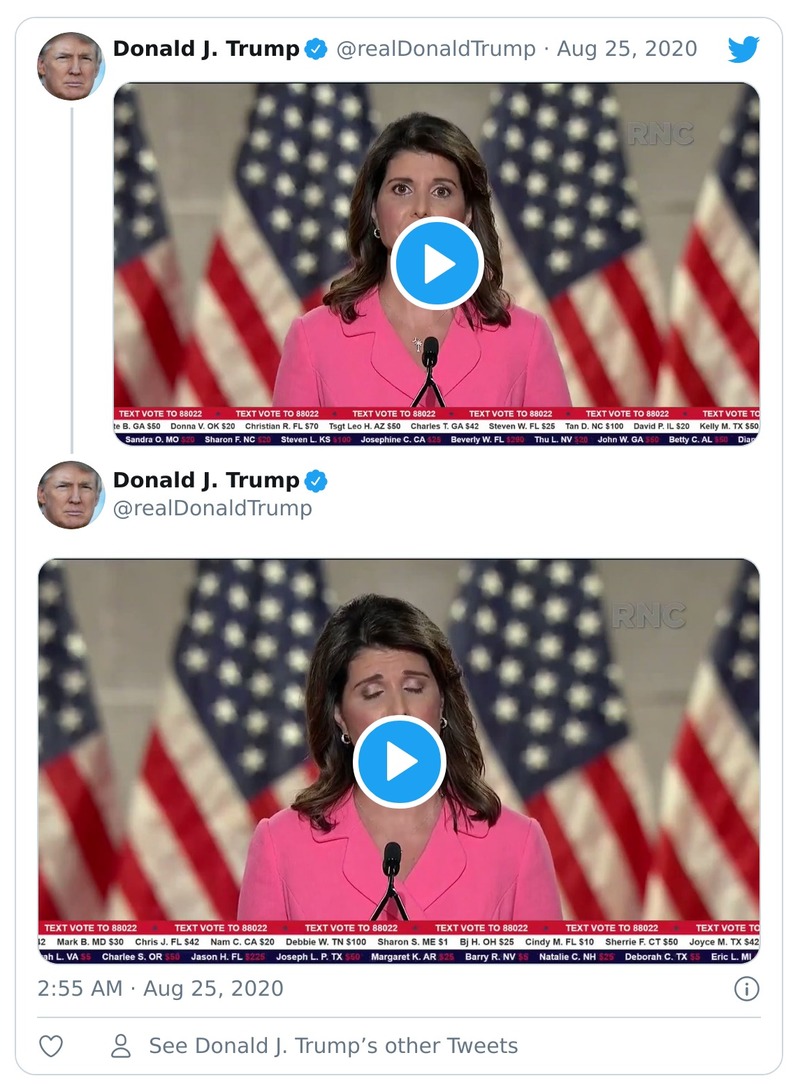 Donald J. Trump @realDonaldTrump · Aug 25, 2020
RNC
TEXT VOTE TO 88022 TEXT VOTE TO 88022 TEXT VOTE TO 88022 TEXT VOTE TO 88022 TEXT VOTE TO 88022 TEXT VOTE TO
te B. GA $50 Donna V. OK $20 Christian R. FL $70 Tsgt Leo H. AZ $50 Charles T. GA $42 Steven W. FL $25 Tan D. NC $100 David P. IL $20 Kelly M. TX $50
Sandra O. MO $20 Sharon F. NC $20 Steven L. KS $100 Josephine C. CA $25 Beverly W. FL $200 Thu L. NV $20 John W. GA Betty C. AL Dian
Donald J. Trump
@realDonaldTrump
RNC
TEXT VOTE TO 88022 TEXT VOTE TO 88022 TEXT VOTE TO 88022 TEXT VOTE TO 88022 TEXT VOTE TO 88022 TEXT VOTE TO
Mark B. MD $30 Chris J. FL $42 Nam C. CA $20 Debbie W. TN $100 Sharon S. ME $1 Bj H. OH $25 Cindy M. FL $10 Sherrie F. CT $50 Joyce M. TX $42
ah L. VA $5 Charlee S. OR $50 Jason H. FL $225 Joseph L. P. TX Margaret K. AR $25 Barry R. NV $5 Natalie C. NH $25 Deborah C. TX $5 Eric L. MI
2:55 AM · Aug 25, 2020
See Donald J. Trump’s other Tweets